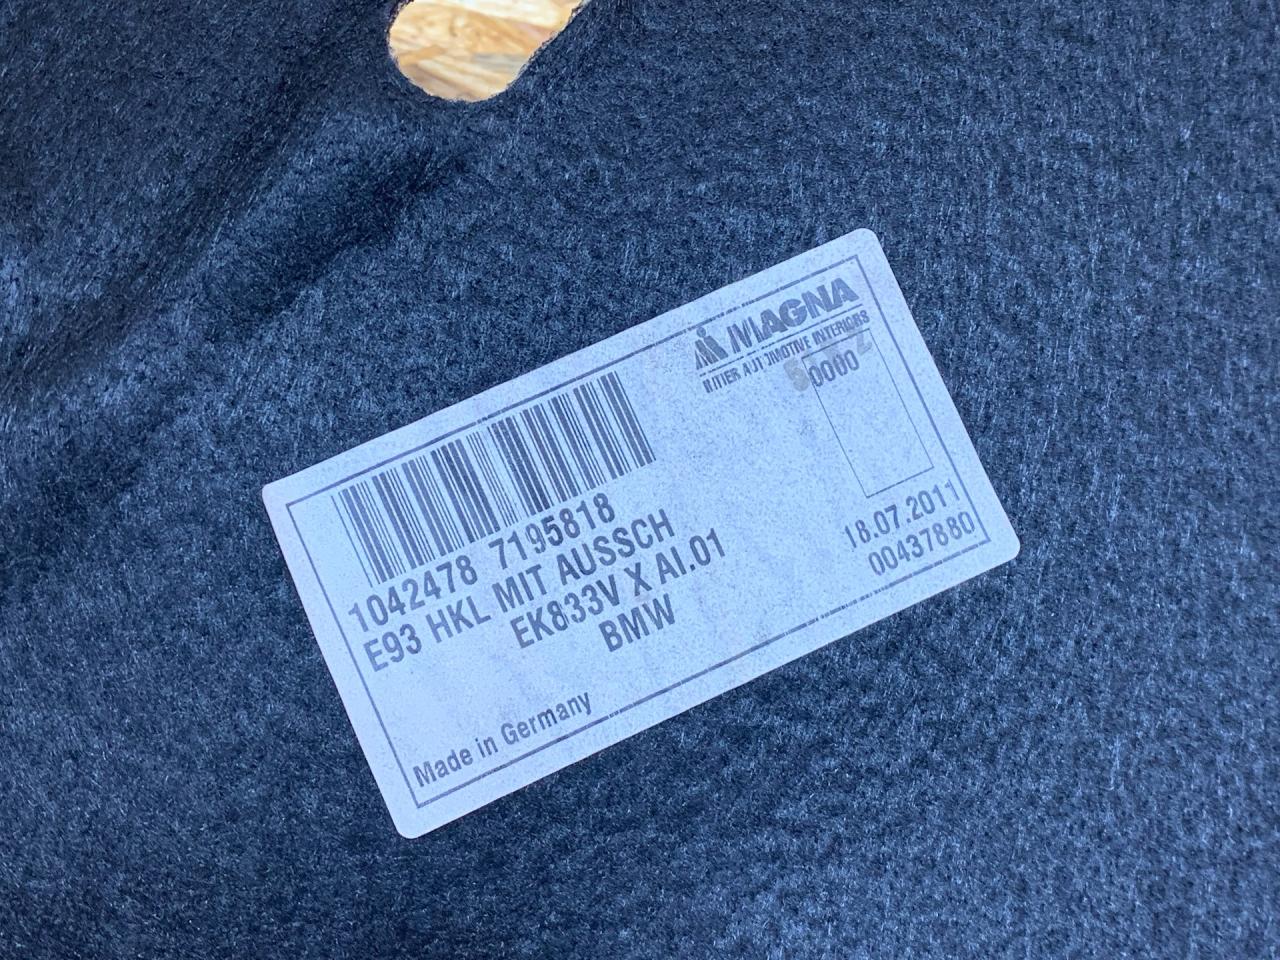 MAGNA
AUTOMOTIVE INTERIORS
0000
1042478 7195818
E93 HKL MIT AUSSCH
EK833V X AI.01
BMW
18.07.2011
00437880
Made in Germany